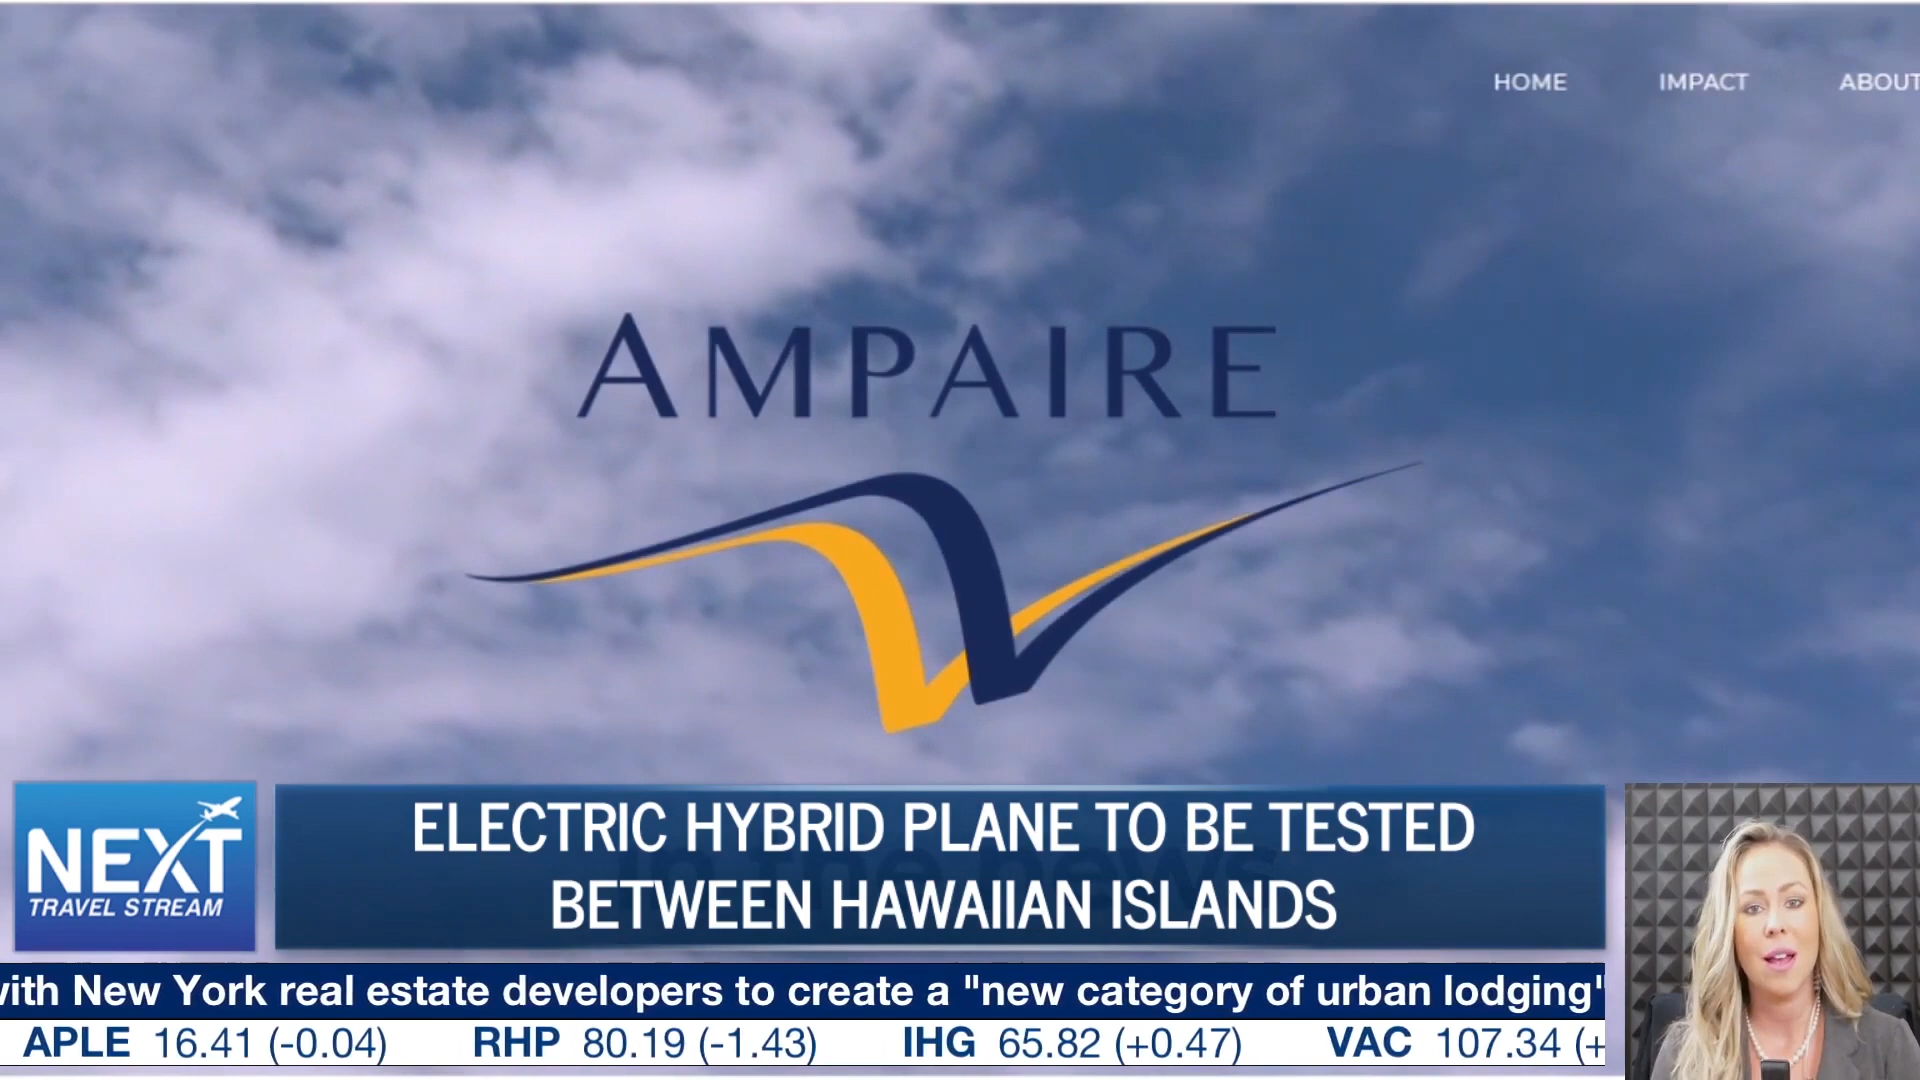 HOME IMPACT ABOUT
AMPAIRE
NEXT
TRAVEL STREAM
ELECTRIC HYBRID PLANE TO BE TESTED
BETWEEN HAWAIIAN ISLANDS
with New York real estate developers to create a "new category of urban lodging"
APLE 16.41 (-0.04) RHP 80.19 (-1.43) IHG 65.82 (+0.47) VAC 107.34 (+